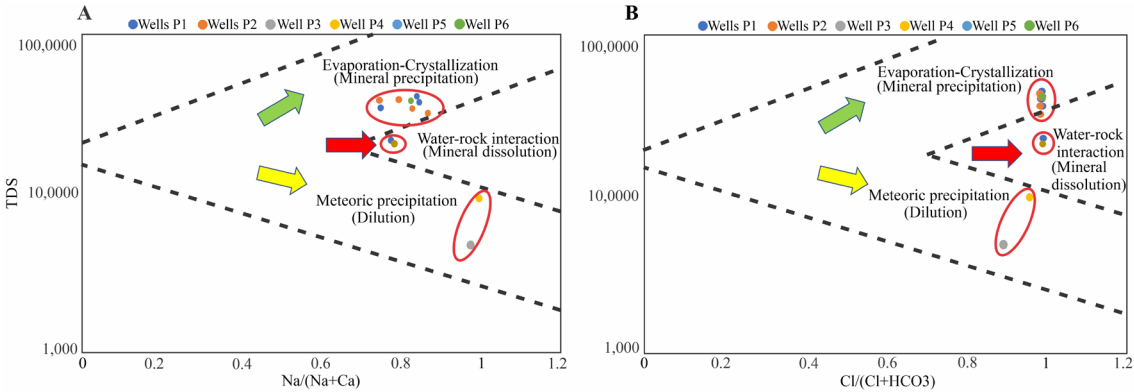 A
Wells P1 Wells P2 Well P3 Well P4 Well P5 Well P6
100,0000
10,0000
1,000
TDS
Evaporation-Crystallization
(Mineral precipitation)
Water-rock interaction
(Mineral dissolution)
Meteoric precipitation
(Dilution)
0 0.2 0.4 0.6 0.8 1 1.2
Na/(Na+Ca)
B
Wells P1 Wells P2 Well P3 Well P4 Well P5 Well P6
100,0000
10,0000
1,000
Evaporation-Crystallization
(Mineral precipitation)
Water-rock
interaction
(Mineral
dissolution)
Meteoric precipitation
(Dilution)
0 0.2 0.4 0.6 0.8 1 1.2
Cl/(Cl+HCO3)